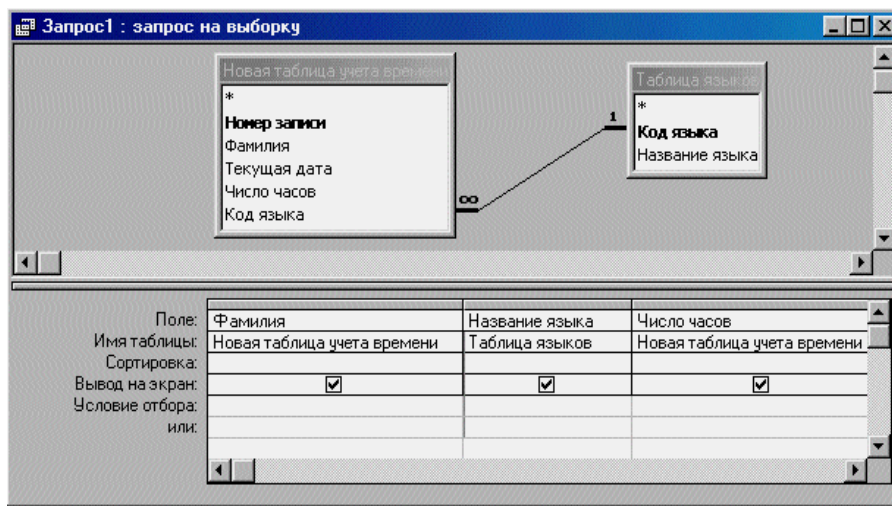 Запрос1 : запрос на выборку
Новая таблица учета времени
*
Номер записи
Фамилия
Текущая дата
Число часов
Код языка
∞
1
Таблица языков
*
Код языка
Название языка
Поле: Фамилия Название языка Число часов
Имя таблицы: Новая таблица учета времени Таблица языков Новая таблица учета времени
Сортировка:
Вывод на экран:
Условие отбора:
или: